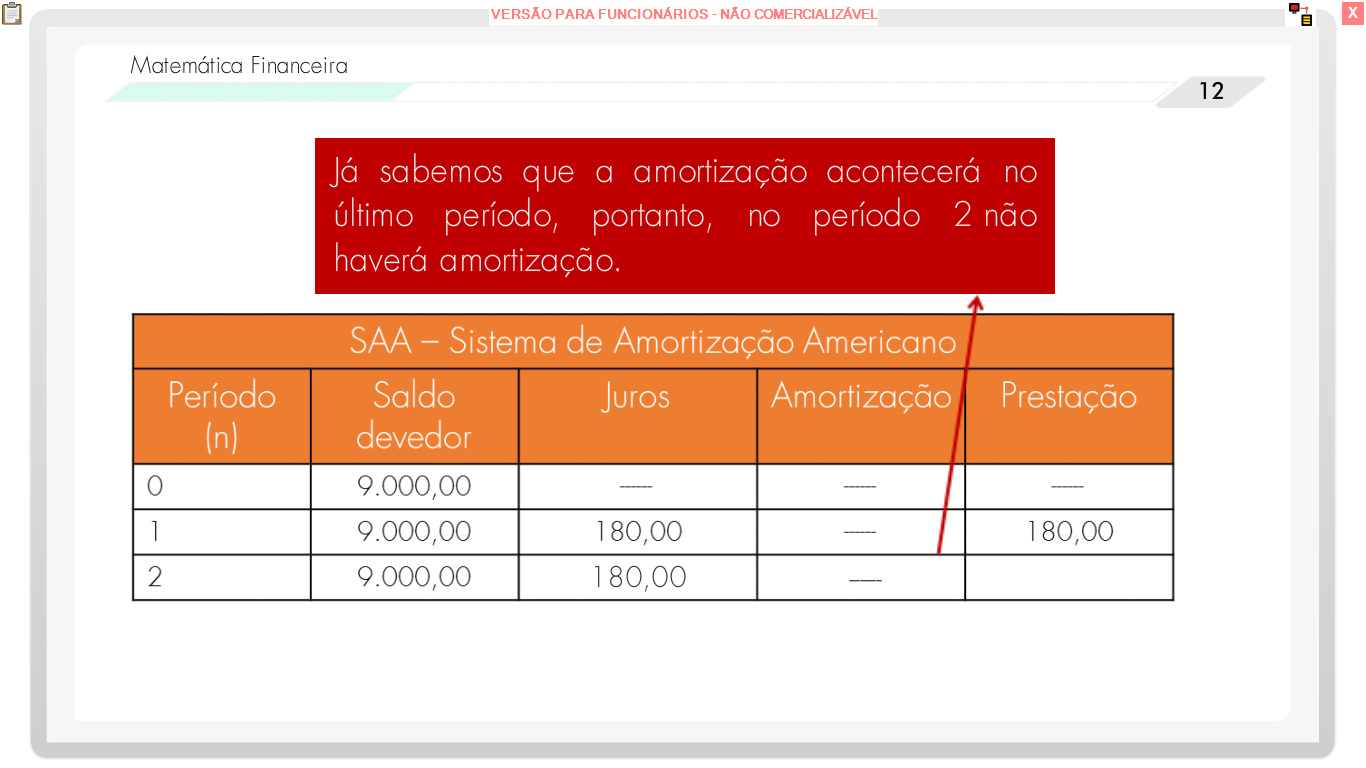 VERSÃO PARA FUNCIONÁRIOS - NÃO COMERCIALIZÁVEL
X
Matemática Financeira
12
Já sabemos que a amortização acontecerá no
último período, portanto, no período 2 não
haverá amortização.
SAA – Sistema de Amortização Americano
Período (n) Saldo devedor Juros Amortização Prestação
0 9.000,00 ------ ------ ------
1 9.000,00 180,00 ------ 180,00
2 9.000,00 180,00 ------